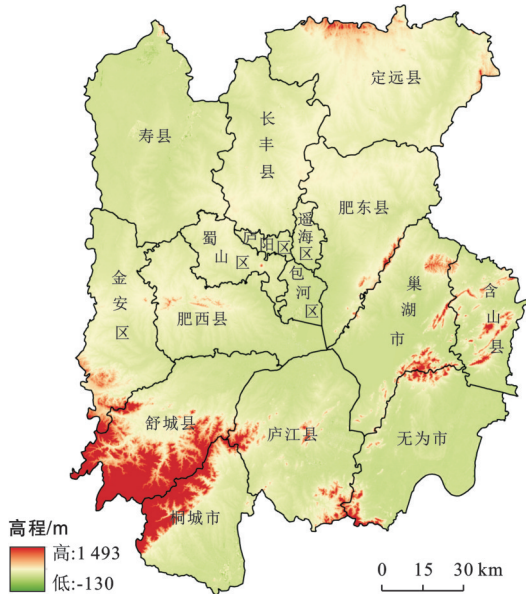 定远县
寿县
长丰县
肥东县
庐阳区
瑶海区
蜀山区
包河区
巢湖市
含山县
金安区
肥西县
舒城县
庐江县
无为市
桐城市
高程/m
高:1 493
低:-130
0 15 30 km